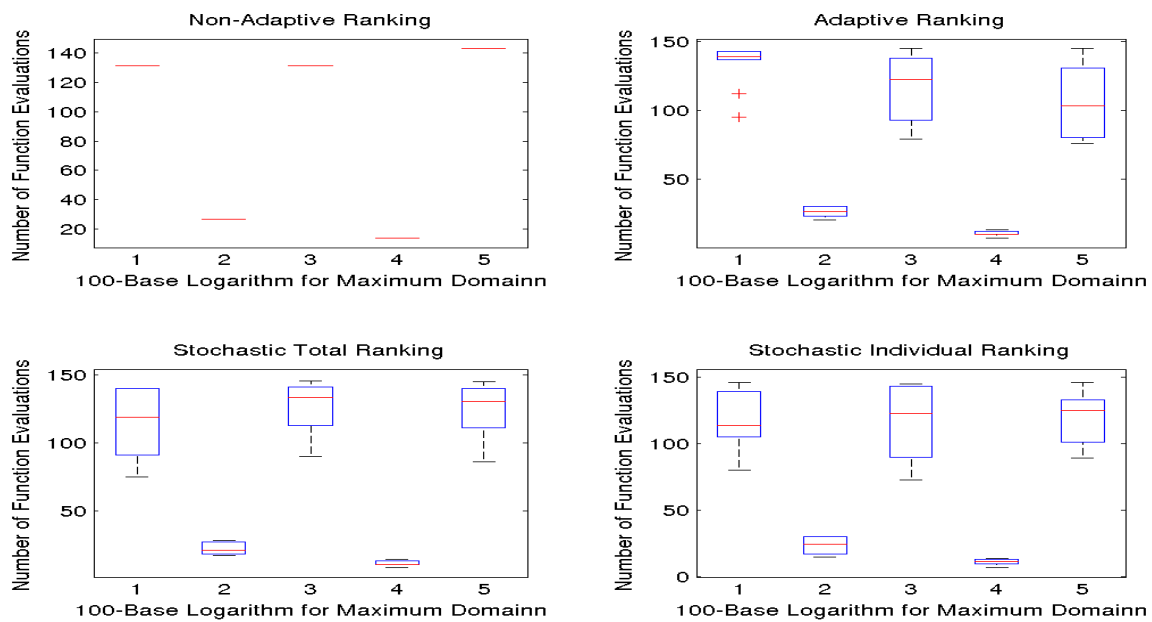 Non-Adaptive Ranking
Number of Function Evaluations
140
120
100
80
60
40
20
1 2 3 4 5
100-Base Logarithm for Maximum Domainn
Adaptive Ranking
Number of Function Evaluations
150
100
50
1 2 3 4 5
100-Base Logarithm for Maximum Domainn
Stochastic Total Ranking
Number of Function Evaluations
150
100
50
1 2 3 4 5
100-Base Logarithm for Maximum Domainn
Stochastic Individual Ranking
Number of Function Evaluations
150
100
50
0
1 2 3 4 5
100-Base Logarithm for Maximum Domainn